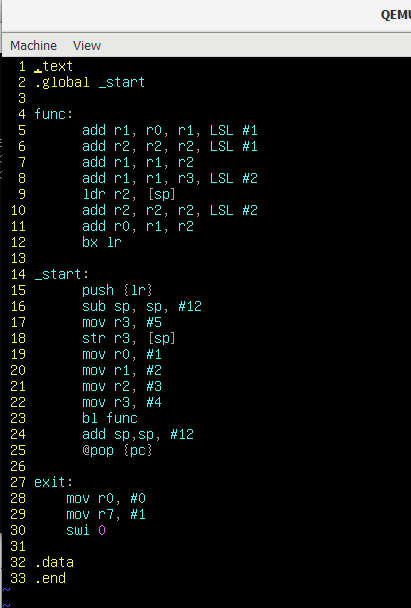 QEMU
Machine View
1 .text
2 .global _start
3
4 func:
5 add r1, r0, r1, LSL #1
6 add r2, r2, r2, LSL #1
7 add r1, r1, r2
8 add r1, r1, r3, LSL #2
9 ldr r2, [sp]
10 add r2, r2, r2, LSL #2
11 add r0, r1, r2
12 bx lr
13
14 _start:
15 push {lr}
16 sub sp, sp, #12
17 mov r3, #5
18 str r3, [sp]
19 mov r0, #1
20 mov r1, #2
21 mov r2, #3
22 mov r3, #4
23 bl func
24 add sp,sp, #12
25 @pop {pc}
26
27 exit:
28 mov r0, #0
29 mov r7, #1
30 swi 0
31
32 .data
33 .end
~
~